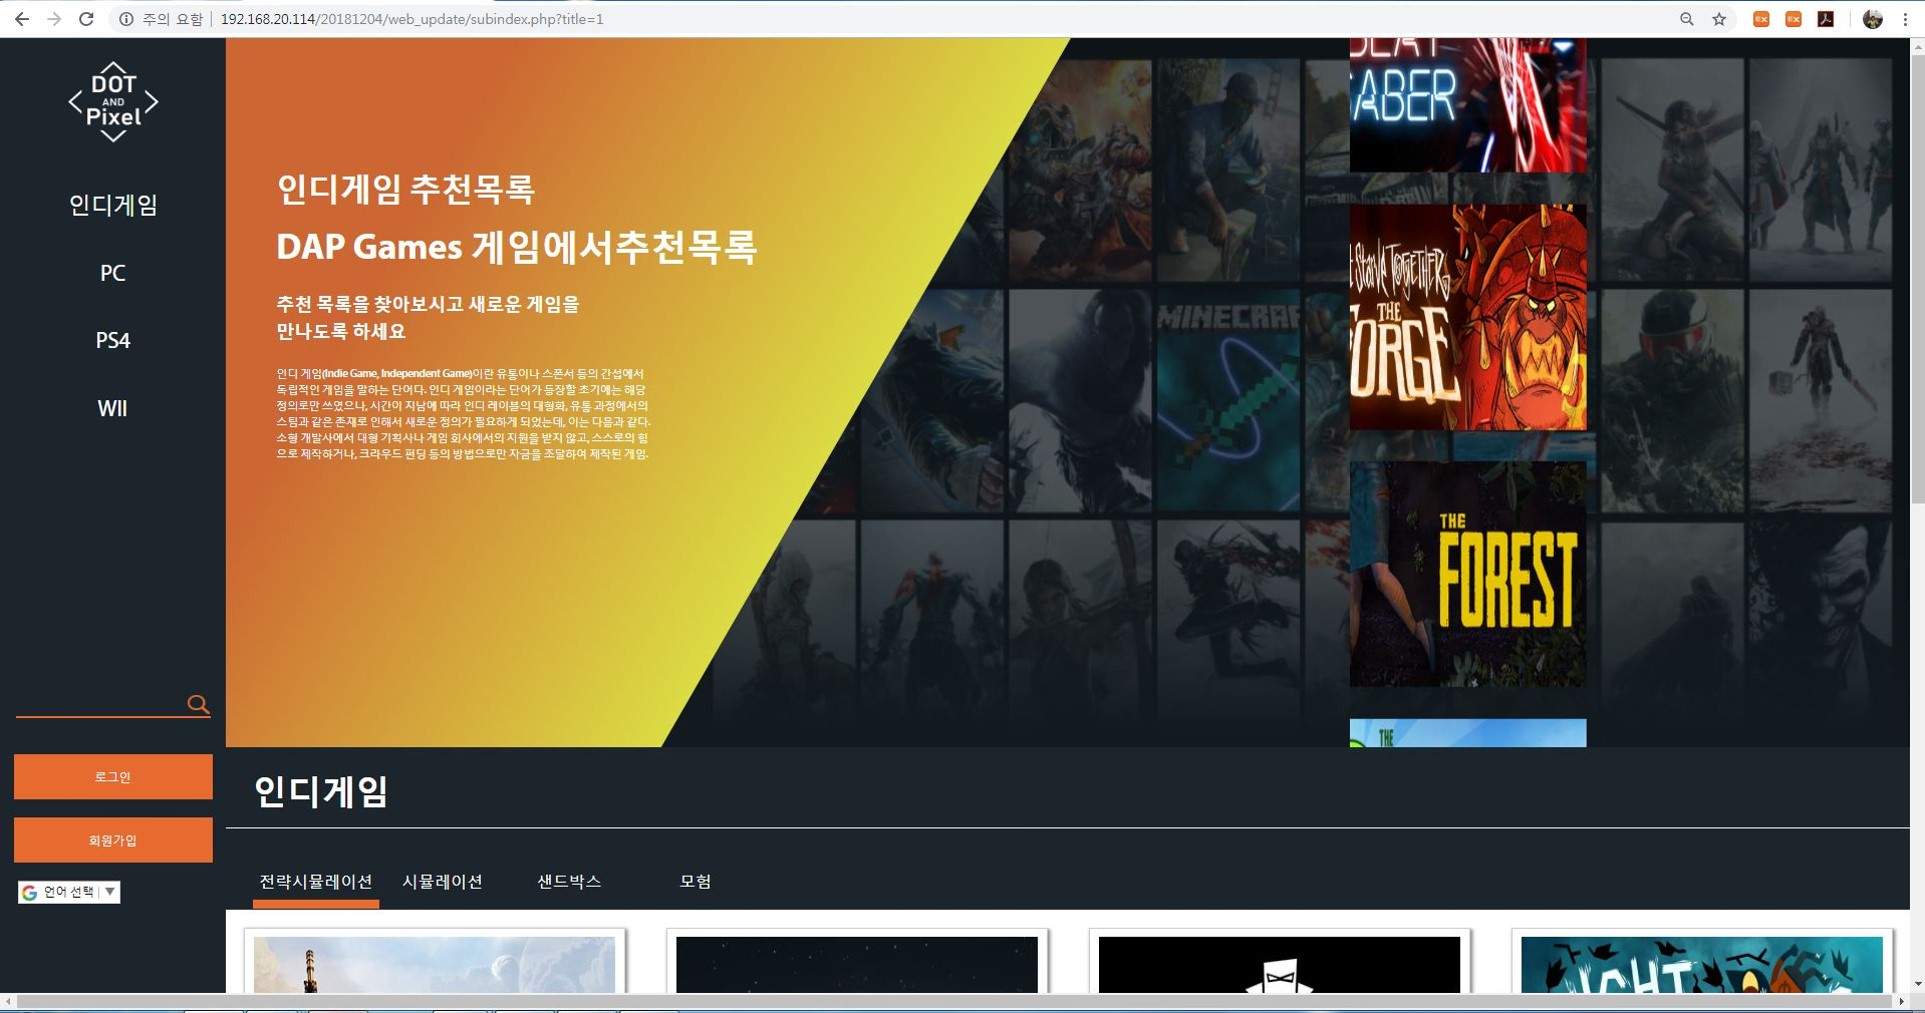 주의 요함
192.168.20.114/20181204/web_update/subindex.php?title=1
DOT
AND
Pixel
인디게임
PC
PS4
WII
로그인
회원가입
언어 선택
인디게임 추천목록
DAP Games 게임에서추천목록
추천 목록을 찾아보시고 새로운 게임을
만나도록 하세요
인디 게임(Indie Game, Independent Game)이란 유통이나 스폰서 등의 간섭에서
독립적인 게임을 말하는 단어다. 인디 게임이라는 단어가 등장할 초기에는 해당
정의로만 쓰였으나, 시간이 지남에 따라 인디 레이블의 대형화, 유통 과정에서의
스팀과 같은 존재로 인해서 새로운 정의가 필요하게 되었는데, 이는 다음과 같다.
소형 개발사에서 대형 기획사나 게임 회사에서의 지원을 받지 않고, 스스로의 힘
으로 제작하거나, 크라우드 펀딩 등의 방법으로만 자금을 조달하여 제작된 게임.
MINECRAF
BEAT
SABER
t Starve Together
THE
FORGE
THE
FOREST
THE
인디게임
전략시뮬레이션
시뮬레이션
샌드박스
모험